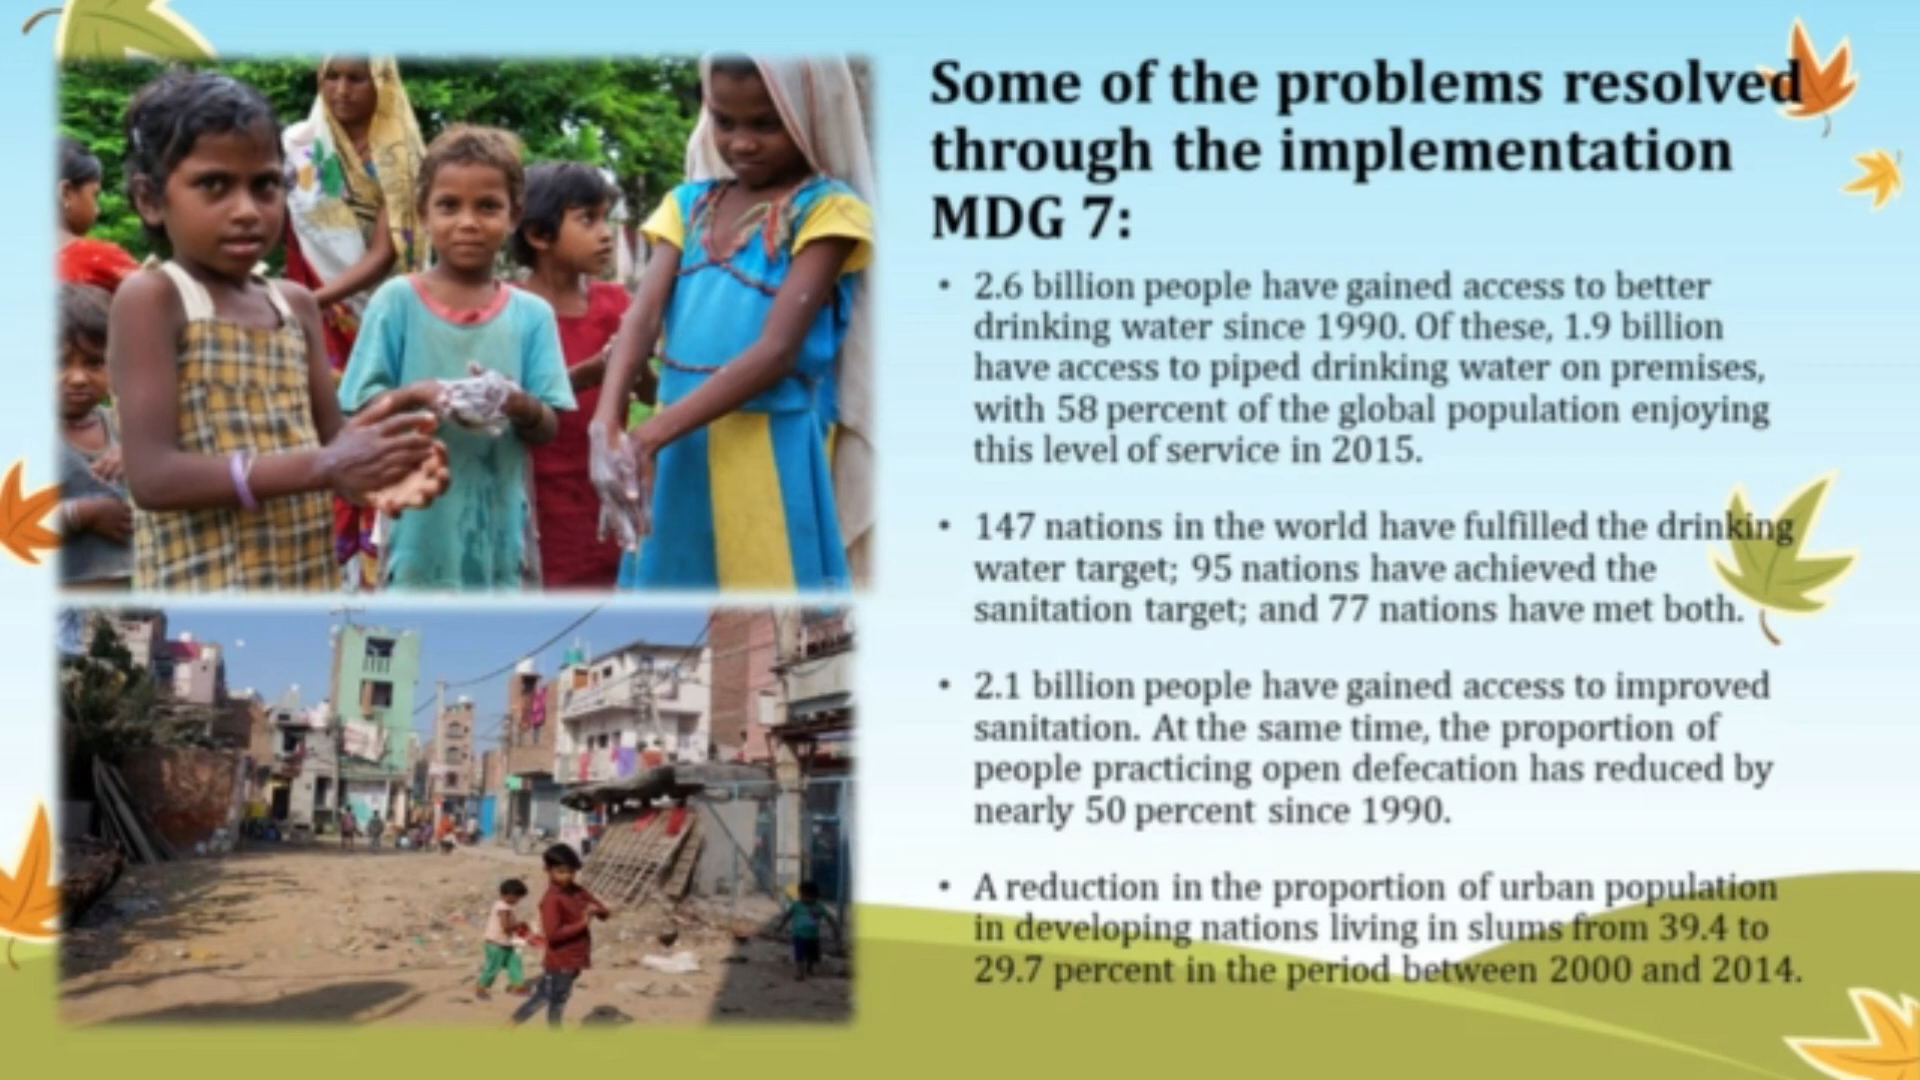 Some of the problems resolved
through the implementation
MDG 7:
• 2.6 billion people have gained access to better
drinking water since 1990. Of these, 1.9 billion
have access to piped drinking water on premises,
with 58 percent of the global population enjoying
this level of service in 2015.
• 147 nations in the world have fulfilled the drinking
water target; 95 nations have achieved the
sanitation target; and 77 nations have met both.
• 2.1 billion people have gained access to improved
sanitation. At the same time, the proportion of
people practicing open defecation has reduced by
nearly 50 percent since 1990.
• A reduction in the proportion of urban population
in developing nations living in slums from 39.4 to
29.7 percent in the period between 2000 and 2014.